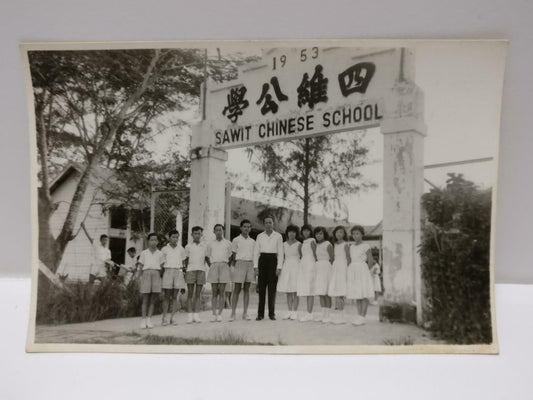 1953
學公維四
SAWIT CHINESE SCHOOL